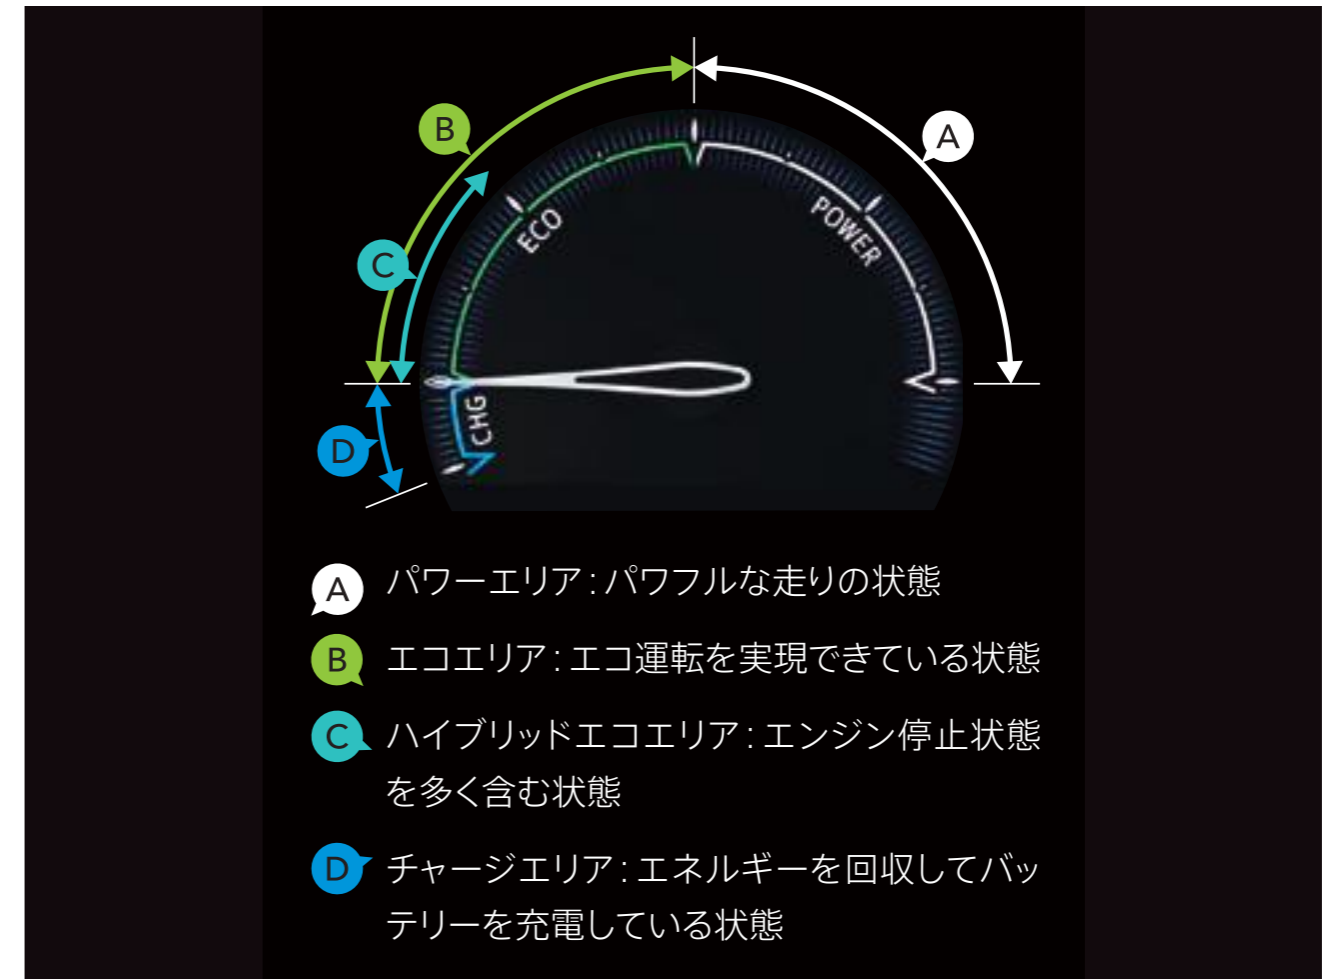 B
A
ECO
POWER
C
CHG
D
A パワーエリア:パワフルな走りの状態
B エコエリア:エコ運転を実現できている状態
C ハイブリッドエコエリア:エンジン停止状態
を多く含む状態
D チャージエリア:エネルギーを回収してバッ
テリーを充電している状態